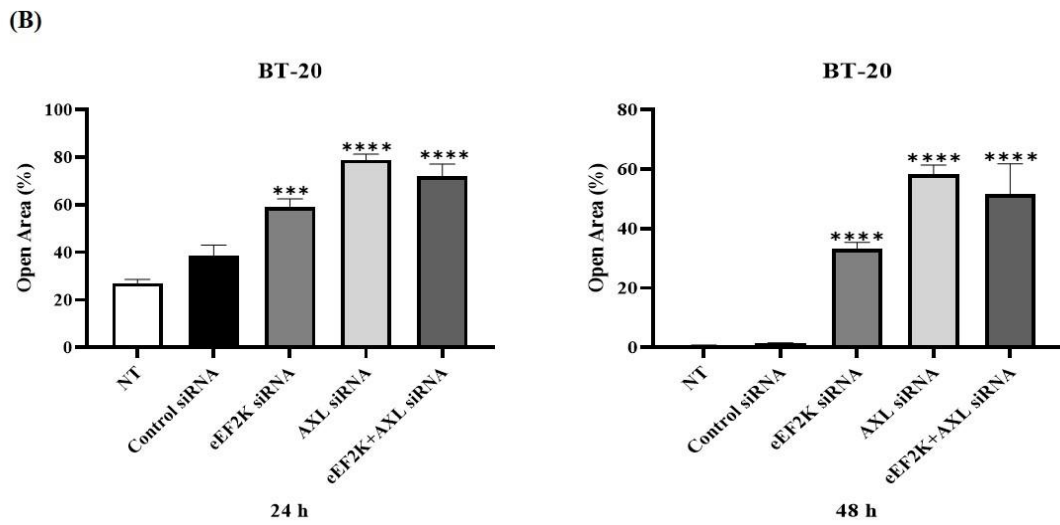 (B)
BT-20
Open Area (%)
100
80
60
40
20
0
***
****
****
NT
Control siRNA
eEF2K siRNA
AXL siRNA
eEF2K+AXL siRNA
24 h
BT-20
Open Area (%)
80
60
40
20
0
****
****
****
NT
Control siRNA
eEF2K siRNA
AXL siRNA
eEF2K+AXL siRNA
48 h